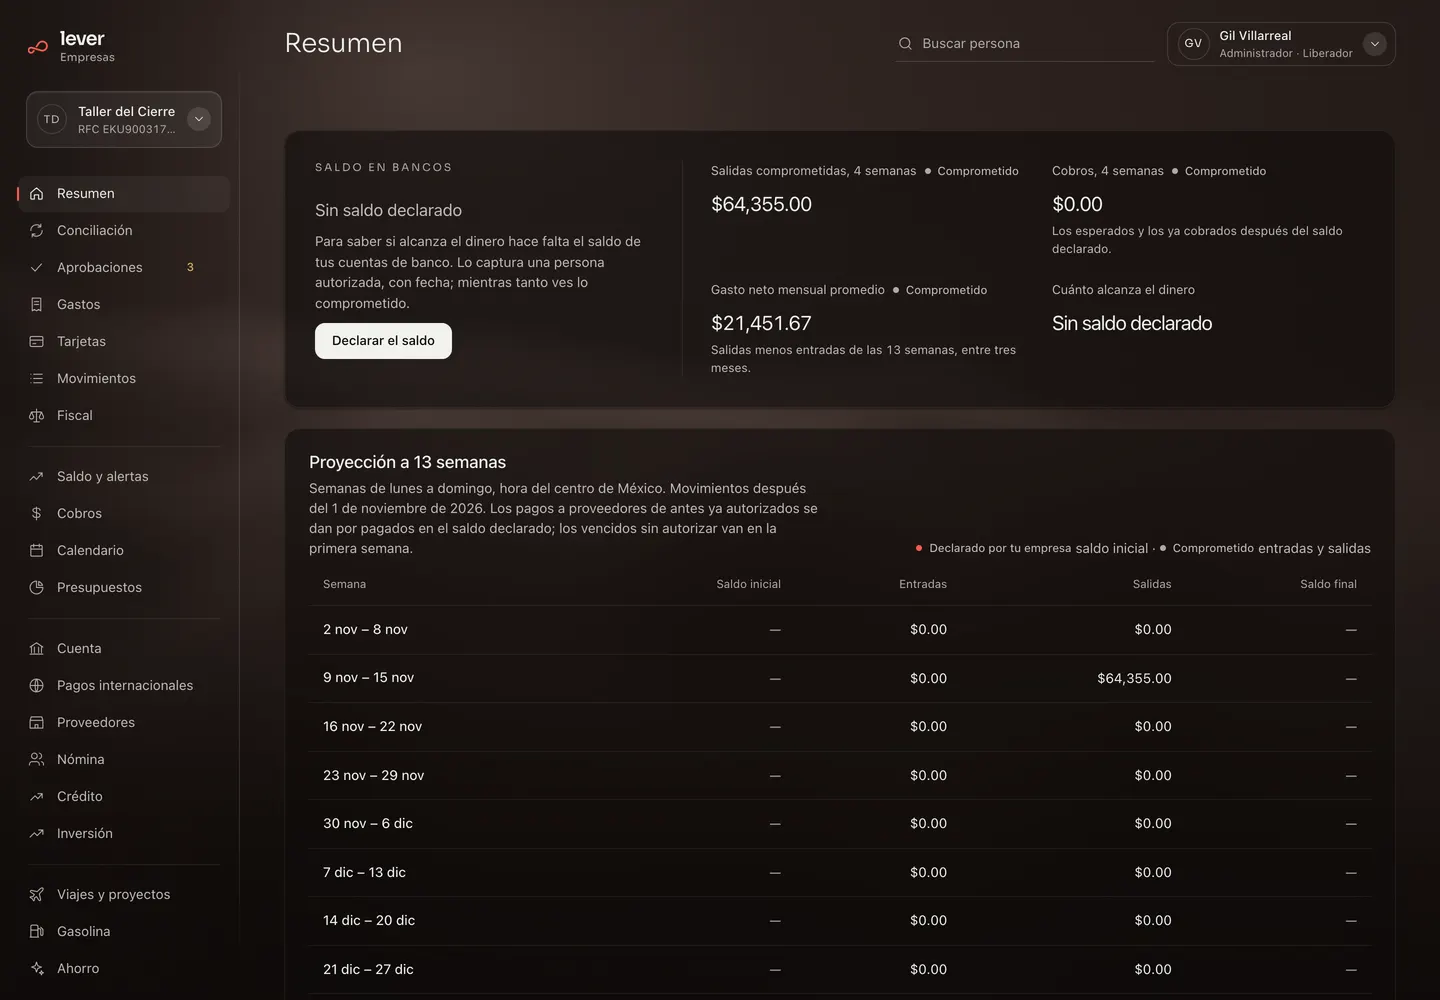 lever
Empresas
TD
Taller del Cierre
RFC EKU900317...
Resumen
Conciliación
Aprobaciones 3
Gastos
Tarjetas
Movimientos
Fiscal
Saldo y alertas
Cobros
Calendario
Presupuestos
Cuenta
Pagos internacionales
Proveedores
Nómina
Crédito
Inversión
Viajes y proyectos
Gasolina
Ahorro
Resumen
Buscar persona
GV
Gil Villarreal
Administrador · Liberador
SALDO EN BANCOS
Sin saldo declarado
Para saber si alcanza el dinero hace falta el saldo de
tus cuentas de banco. Lo captura una persona
autorizada, con fecha; mientras tanto ves lo
comprometido.
Declarar el saldo
Salidas comprometidas, 4 semanas • Comprometido
$64,355.00
Cobros, 4 semanas • Comprometido
$0.00
Los esperados y los ya cobrados después del saldo
declarado.
Gasto neto mensual promedio • Comprometido
$21,451.67
Salidas menos entradas de las 13 semanas, entre tres
meses.
Cuánto alcanza el dinero
Sin saldo declarado
Proyección a 13 semanas
Semanas de lunes a domingo, hora del centro de México. Movimientos después
del 1 de noviembre de 2026. Los pagos a proveedores de antes ya autorizados se
dan por pagados en el saldo declarado; los vencidos sin autorizar van en la
primera semana.
• Declarado por tu empresa saldo inicial · • Comprometido entradas y salidas
Semana Saldo inicial Entradas Salidas Saldo final
2 nov – 8 nov — $0.00 $0.00 —
9 nov – 15 nov — $0.00 $64,355.00 —
16 nov – 22 nov — $0.00 $0.00 —
23 nov – 29 nov — $0.00 $0.00 —
30 nov – 6 dic — $0.00 $0.00 —
7 dic – 13 dic — $0.00 $0.00 —
14 dic – 20 dic — $0.00 $0.00 —
21 dic – 27 dic — $0.00 $0.00 —